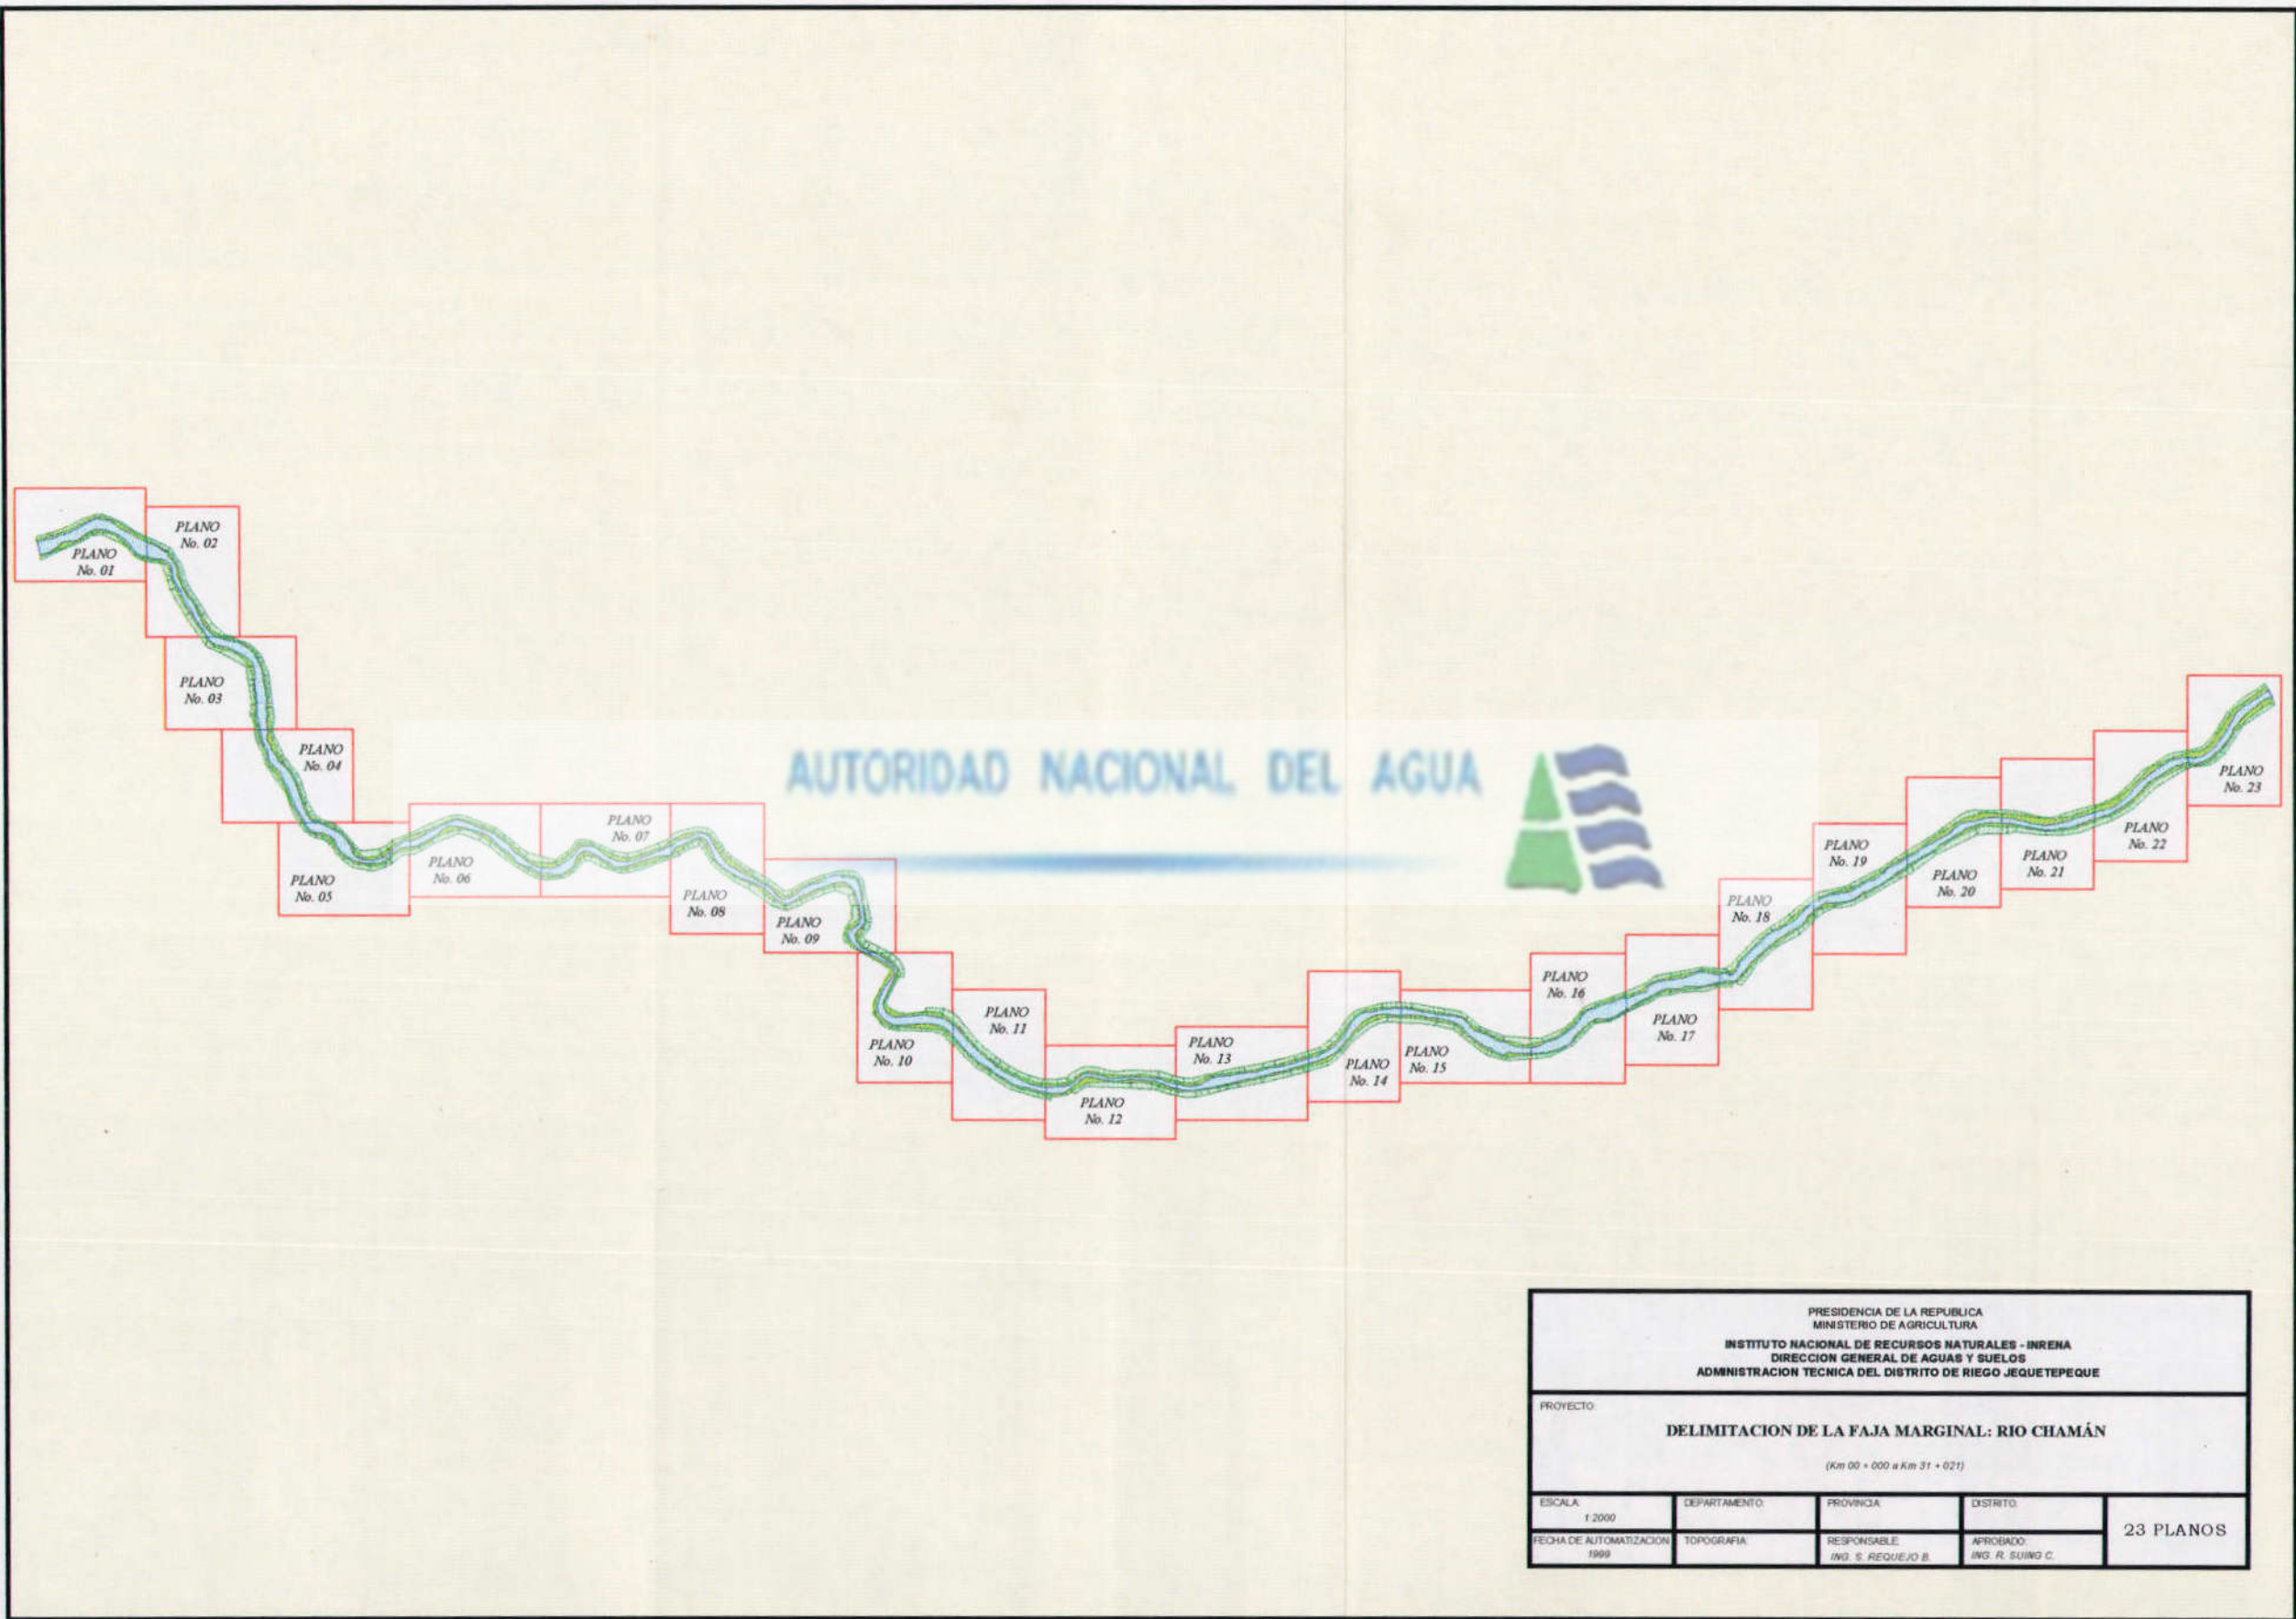 PLANO
No. 01
PLANO
No. 02
PLANO
No. 03
PLANO
No. 04
PLANO
No. 05
PLANO
No. 06
PLANO
No. 07
PLANO
No. 08
PLANO
No. 09
PLANO
No. 10
PLANO
No. 11
PLANO
No. 12
PLANO
No. 13
PLANO
No. 14
PLANO
No. 15
PLANO
No. 16
PLANO
No. 17
PLANO
No. 18
PLANO
No. 19
PLANO
No. 20
PLANO
No. 21
PLANO
No. 22
PLANO
No. 23
AUTORIDAD NACIONAL DEL AGUA
PRESIDENCIA DE LA REPUBLICA
MINISTERIO DE AGRICULTURA
INSTITUTO NACIONAL DE RECURSOS NATURALES - INRENA
DIRECCION GENERAL DE AGUAS Y SUELOS
ADMINISTRACION TECNICA DEL DISTRITO DE RIEGO JEQUETEPEQUE
PROYECTO:
DELIMITACION DE LA FAJA MARGINAL: RIO CHAMÁN
(Km 00 + 000 a Km 31 + 021)
ESCALA:
1:2000
DEPARTAMENTO:
PROVINCIA:
DISTRITO:
23 PLANOS
FECHA DE AUTOMATIZACION
1999
TOPOGRAFIA:
RESPONSABLE:
ING. S. REQUEJO B.
APROBADO:
ING. R. SUING C.